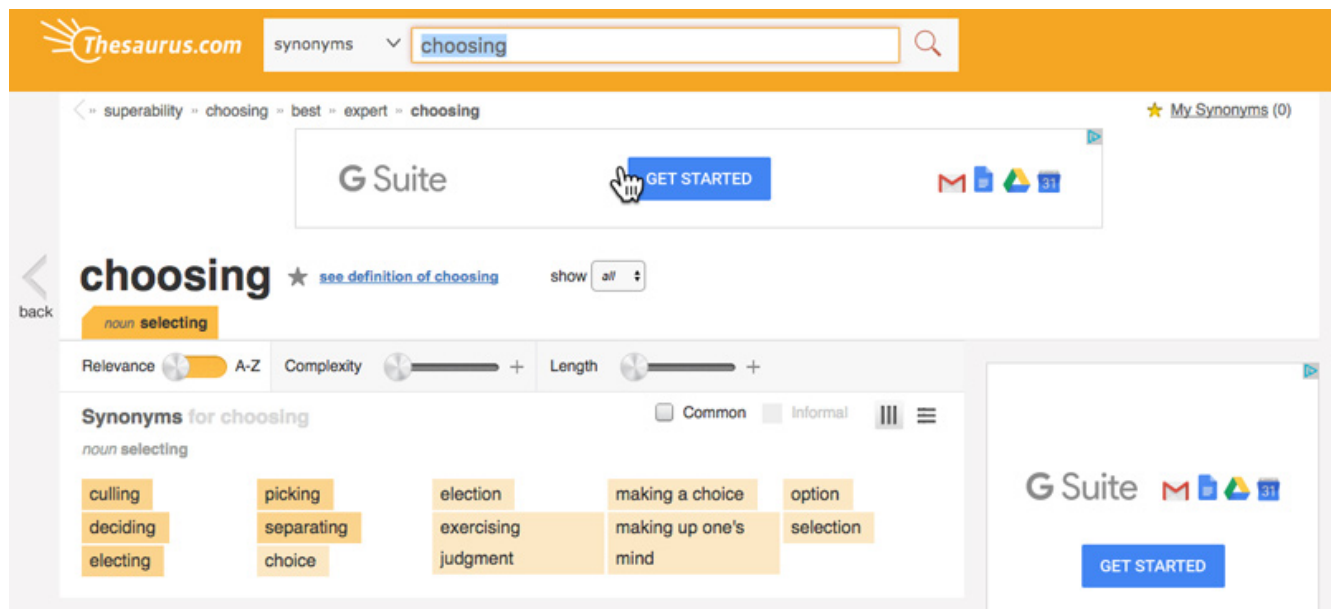 Thesaurus.com synonyms choosing
» superability » choosing » best » expert » choosing My Synonyms (0)
G Suite GET STARTED 31
choosing see definition of choosing show all
back
noun selecting
Relevance A-Z Complexity + Length +
Synonyms for choosing Common Informal
noun selecting
culling picking election making a choice option
deciding separating exercising making up one's selection
electing choice judgment mind
G Suite 31
GET STARTED